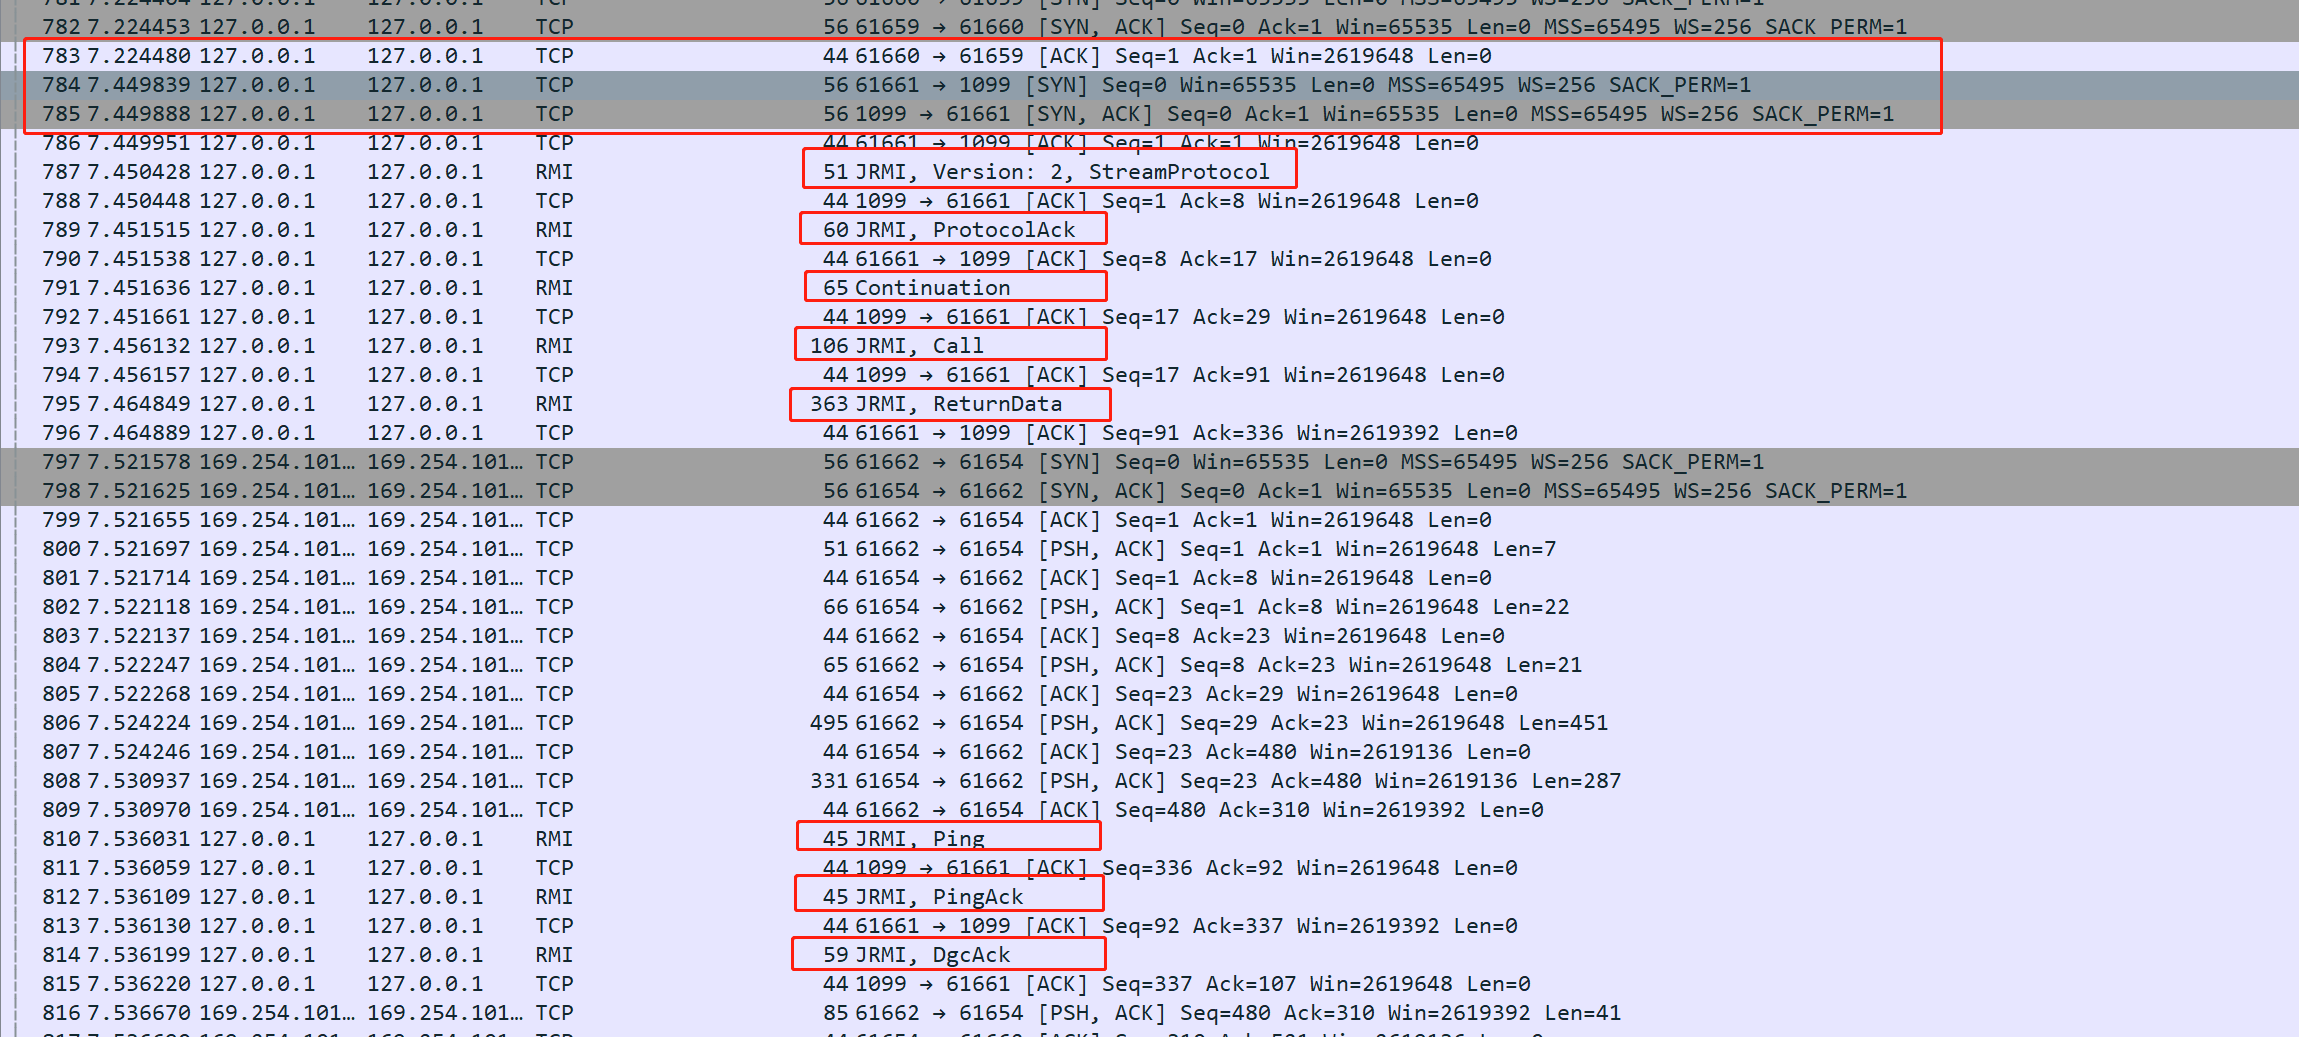 782 7.224453 127.0.0.1 127.0.0.1 TCP 56 61659 → 61660 [SYN, ACK] Seq=0 Ack=1 Win=65535 Len=0 MSS=65495 WS=256 SACK_PERM=1
783 7.224480 127.0.0.1 127.0.0.1 TCP 44 61660 → 61659 [ACK] Seq=1 Ack=1 Win=2619648 Len=0
784 7.449839 127.0.0.1 127.0.0.1 TCP 56 61661 → 1099 [SYN] Seq=0 Win=65535 Len=0 MSS=65495 WS=256 SACK_PERM=1
785 7.449888 127.0.0.1 127.0.0.1 TCP 56 1099 → 61661 [SYN, ACK] Seq=0 Ack=1 Win=65535 Len=0 MSS=65495 WS=256 SACK_PERM=1
786 7.449951 127.0.0.1 127.0.0.1 TCP 44 61661 → 1099 [ACK] Seq=1 Ack=1 Win=2619648 Len=0
787 7.450428 127.0.0.1 127.0.0.1 RMI 51 JRMI, Version: 2, StreamProtocol
788 7.450448 127.0.0.1 127.0.0.1 TCP 44 1099 → 61661 [ACK] Seq=1 Ack=8 Win=2619648 Len=0
789 7.451515 127.0.0.1 127.0.0.1 RMI 60 JRMI, ProtocolAck
790 7.451538 127.0.0.1 127.0.0.1 TCP 44 61661 → 1099 [ACK] Seq=8 Ack=17 Win=2619648 Len=0
791 7.451636 127.0.0.1 127.0.0.1 RMI 65 Continuation
792 7.451661 127.0.0.1 127.0.0.1 TCP 44 1099 → 61661 [ACK] Seq=17 Ack=29 Win=2619648 Len=0
793 7.456132 127.0.0.1 127.0.0.1 RMI 106 JRMI, Call
794 7.456157 127.0.0.1 127.0.0.1 TCP 44 1099 → 61661 [ACK] Seq=17 Ack=91 Win=2619648 Len=0
795 7.464849 127.0.0.1 127.0.0.1 RMI 363 JRMI, ReturnData
796 7.464889 127.0.0.1 127.0.0.1 TCP 44 61661 → 1099 [ACK] Seq=91 Ack=336 Win=2619392 Len=0
797 7.521578 169.254.101… 169.254.101… TCP 56 61662 → 61654 [SYN] Seq=0 Win=65535 Len=0 MSS=65495 WS=256 SACK_PERM=1
798 7.521625 169.254.101… 169.254.101… TCP 56 61654 → 61662 [SYN, ACK] Seq=0 Ack=1 Win=65535 Len=0 MSS=65495 WS=256 SACK_PERM=1
799 7.521655 169.254.101… 169.254.101… TCP 44 61662 → 61654 [ACK] Seq=1 Ack=1 Win=2619648 Len=0
800 7.521697 169.254.101… 169.254.101… TCP 51 61662 → 61654 [PSH, ACK] Seq=1 Ack=1 Win=2619648 Len=7
801 7.521714 169.254.101… 169.254.101… TCP 44 61654 → 61662 [ACK] Seq=1 Ack=8 Win=2619648 Len=0
802 7.522118 169.254.101… 169.254.101… TCP 66 61654 → 61662 [PSH, ACK] Seq=1 Ack=8 Win=2619648 Len=22
803 7.522137 169.254.101… 169.254.101… TCP 44 61662 → 61654 [ACK] Seq=8 Ack=23 Win=2619648 Len=0
804 7.522247 169.254.101… 169.254.101… TCP 65 61662 → 61654 [PSH, ACK] Seq=8 Ack=23 Win=2619648 Len=21
805 7.522268 169.254.101… 169.254.101… TCP 44 61654 → 61662 [ACK] Seq=23 Ack=29 Win=2619648 Len=0
806 7.524224 169.254.101… 169.254.101… TCP 495 61662 → 61654 [PSH, ACK] Seq=29 Ack=23 Win=2619648 Len=451
807 7.524246 169.254.101… 169.254.101… TCP 44 61654 → 61662 [ACK] Seq=23 Ack=480 Win=2619136 Len=0
808 7.530937 169.254.101… 169.254.101… TCP 331 61654 → 61662 [PSH, ACK] Seq=23 Ack=480 Win=2619136 Len=287
809 7.530970 169.254.101… 169.254.101… TCP 44 61662 → 61654 [ACK] Seq=480 Ack=310 Win=2619392 Len=0
810 7.536031 127.0.0.1 127.0.0.1 RMI 45 JRMI, Ping
811 7.536059 127.0.0.1 127.0.0.1 TCP 44 1099 → 61661 [ACK] Seq=336 Ack=92 Win=2619648 Len=0
812 7.536109 127.0.0.1 127.0.0.1 RMI 45 JRMI, PingAck
813 7.536130 127.0.0.1 127.0.0.1 TCP 44 61661 → 1099 [ACK] Seq=92 Ack=337 Win=2619392 Len=0
814 7.536199 127.0.0.1 127.0.0.1 RMI 59 JRMI, DgcAck
815 7.536220 127.0.0.1 127.0.0.1 TCP 44 1099 → 61661 [ACK] Seq=337 Ack=107 Win=2619648 Len=0
816 7.536670 169.254.101… 169.254.101… TCP 85 61662 → 61654 [PSH, ACK] Seq=480 Ack=310 Win=2619392 Len=41